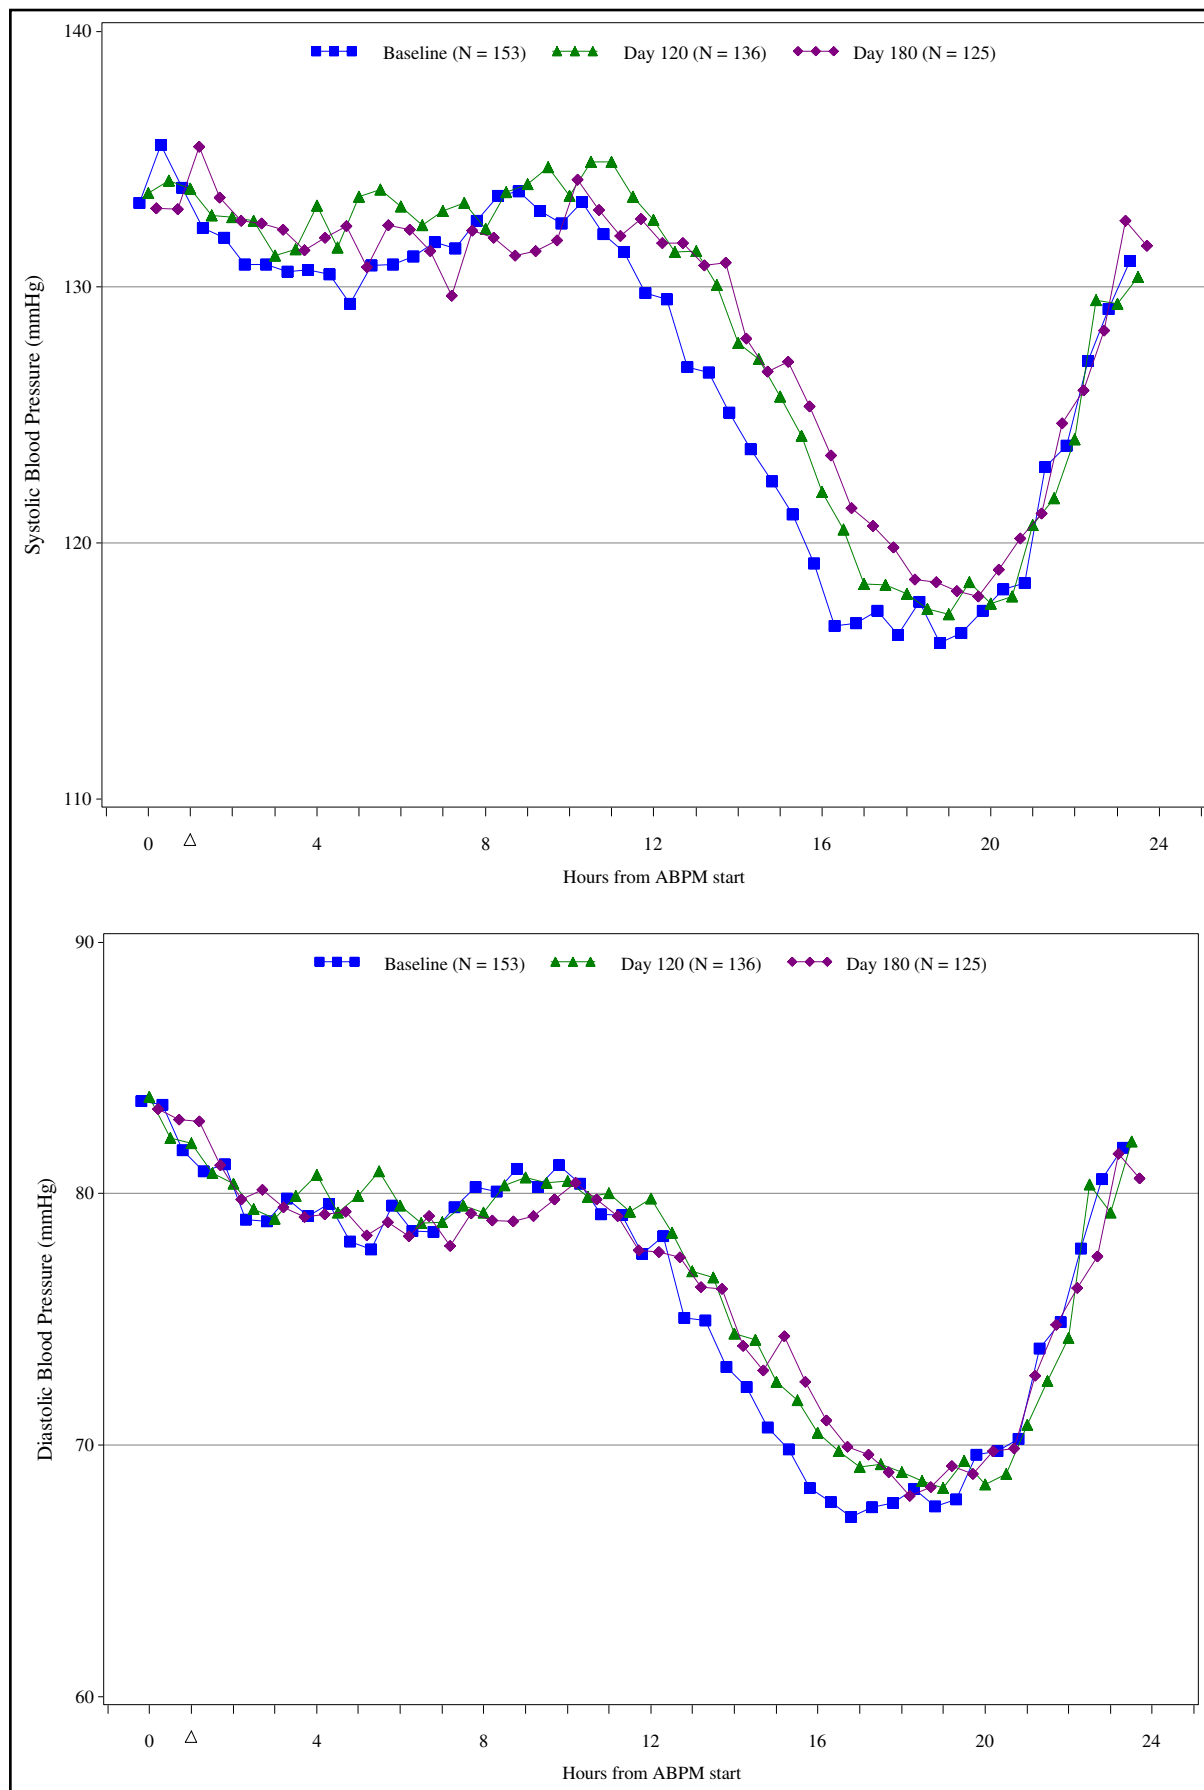 140
Baseline (N = 153) Day 120 (N = 136) Day 180 (N = 125)
130
Systolic Blood Pressure (mmHg)
120
110
0 4 8 12 16 20 24
Hours from ABPM start
90
Baseline (N = 153) Day 120 (N = 136) Day 180 (N = 125)
80
Diastolic Blood Pressure (mmHg)
70
60
0 4 8 12 16 20 24
Hours from ABPM start